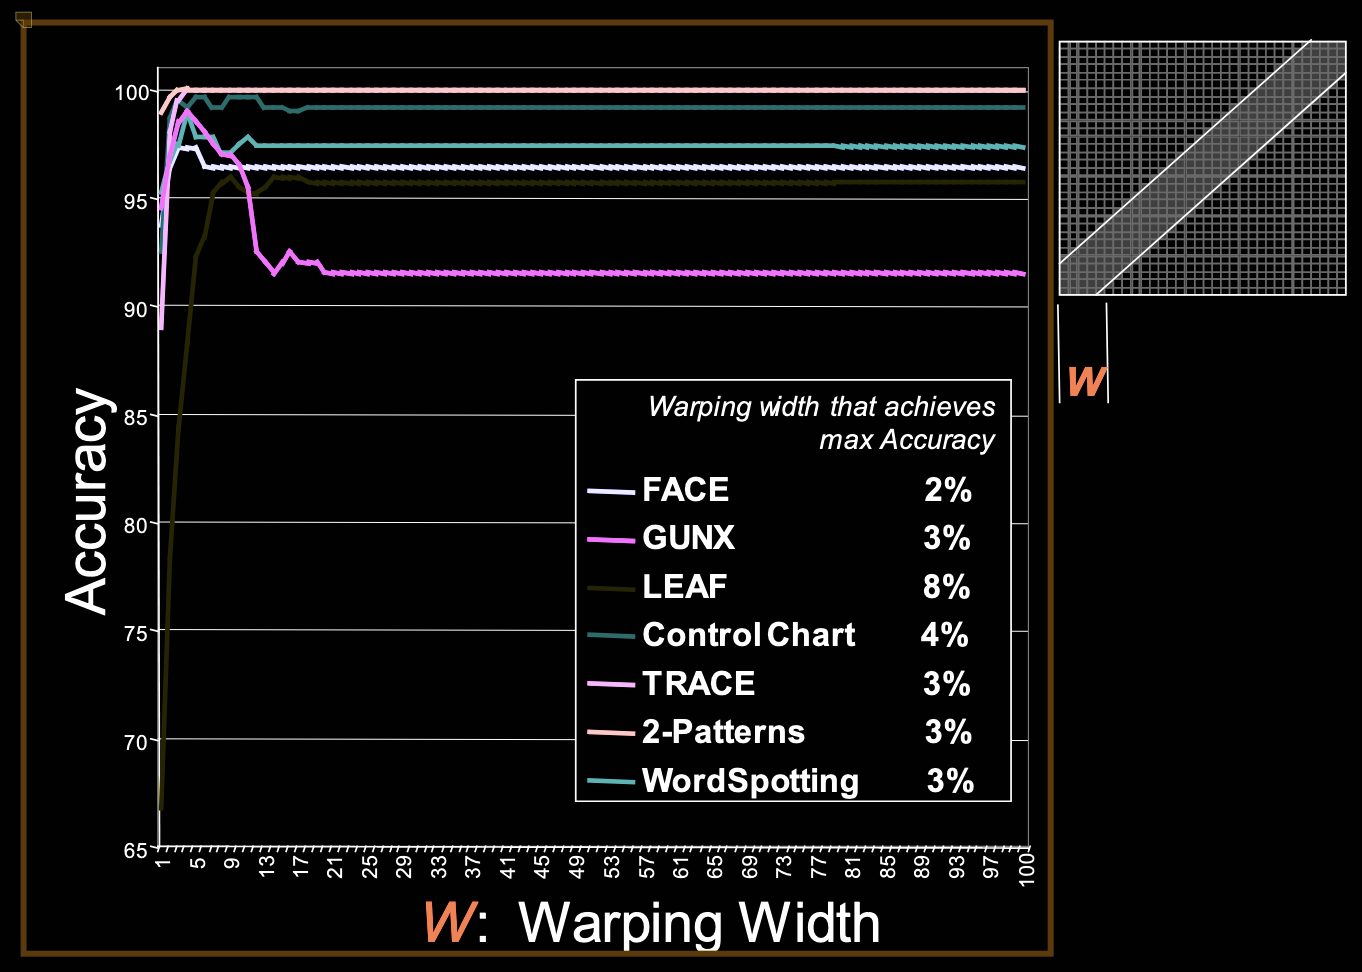 100
95
90
85
80
75
70
65
Accuracy
1 5 9 13 17 21 25 29 33 37 41 45 49 53 57 61 65 69 73 77 81 85 89 93 97 100
W: Warping Width
Warping width that achieves
max Accuracy
FACE 2%
GUNX 3%
LEAF 8%
Control Chart 4%
TRACE 3%
2-Patterns 3%
WordSpotting 3%
W